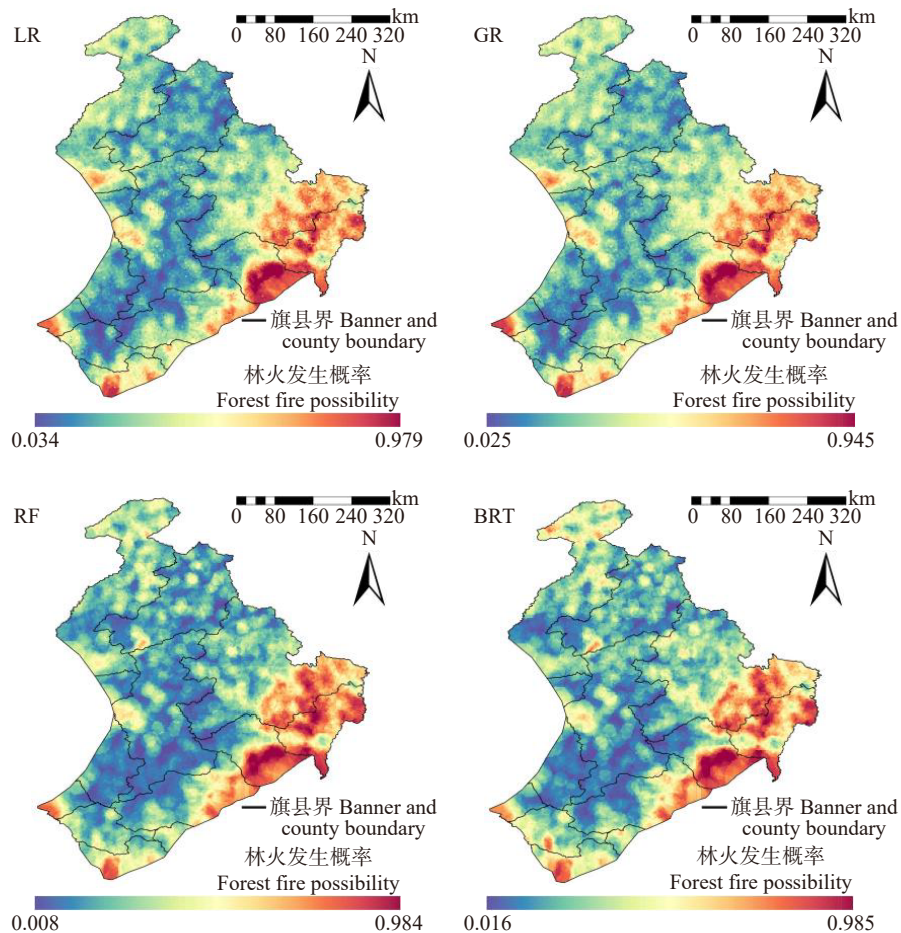 LR
km
0 80 160 240 320
N
旗县界 Banner and
county boundary
林火发生概率
Forest fire possibility
0.034 0.979
GR
km
0 80 160 240 320
N
旗县界 Banner and
county boundary
林火发生概率
Forest fire possibility
0.025 0.945
RF
km
0 80 160 240 320
N
旗县界 Banner and
county boundary
林火发生概率
Forest fire possibility
0.008 0.984
BRT
km
0 80 160 240 320
N
旗县界 Banner and
county boundary
林火发生概率
Forest fire possibility
0.016 0.985